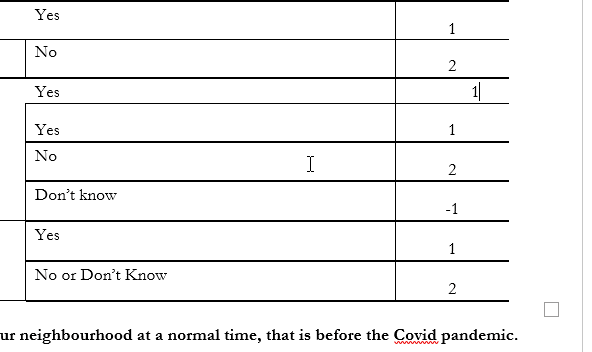 Yes 1
No 2
Yes 1
Yes 1
No 2
Don't know -1
Yes 1
No or Don't Know 2
ur neighbourhood at a normal time, that is before the Covid pandemic.